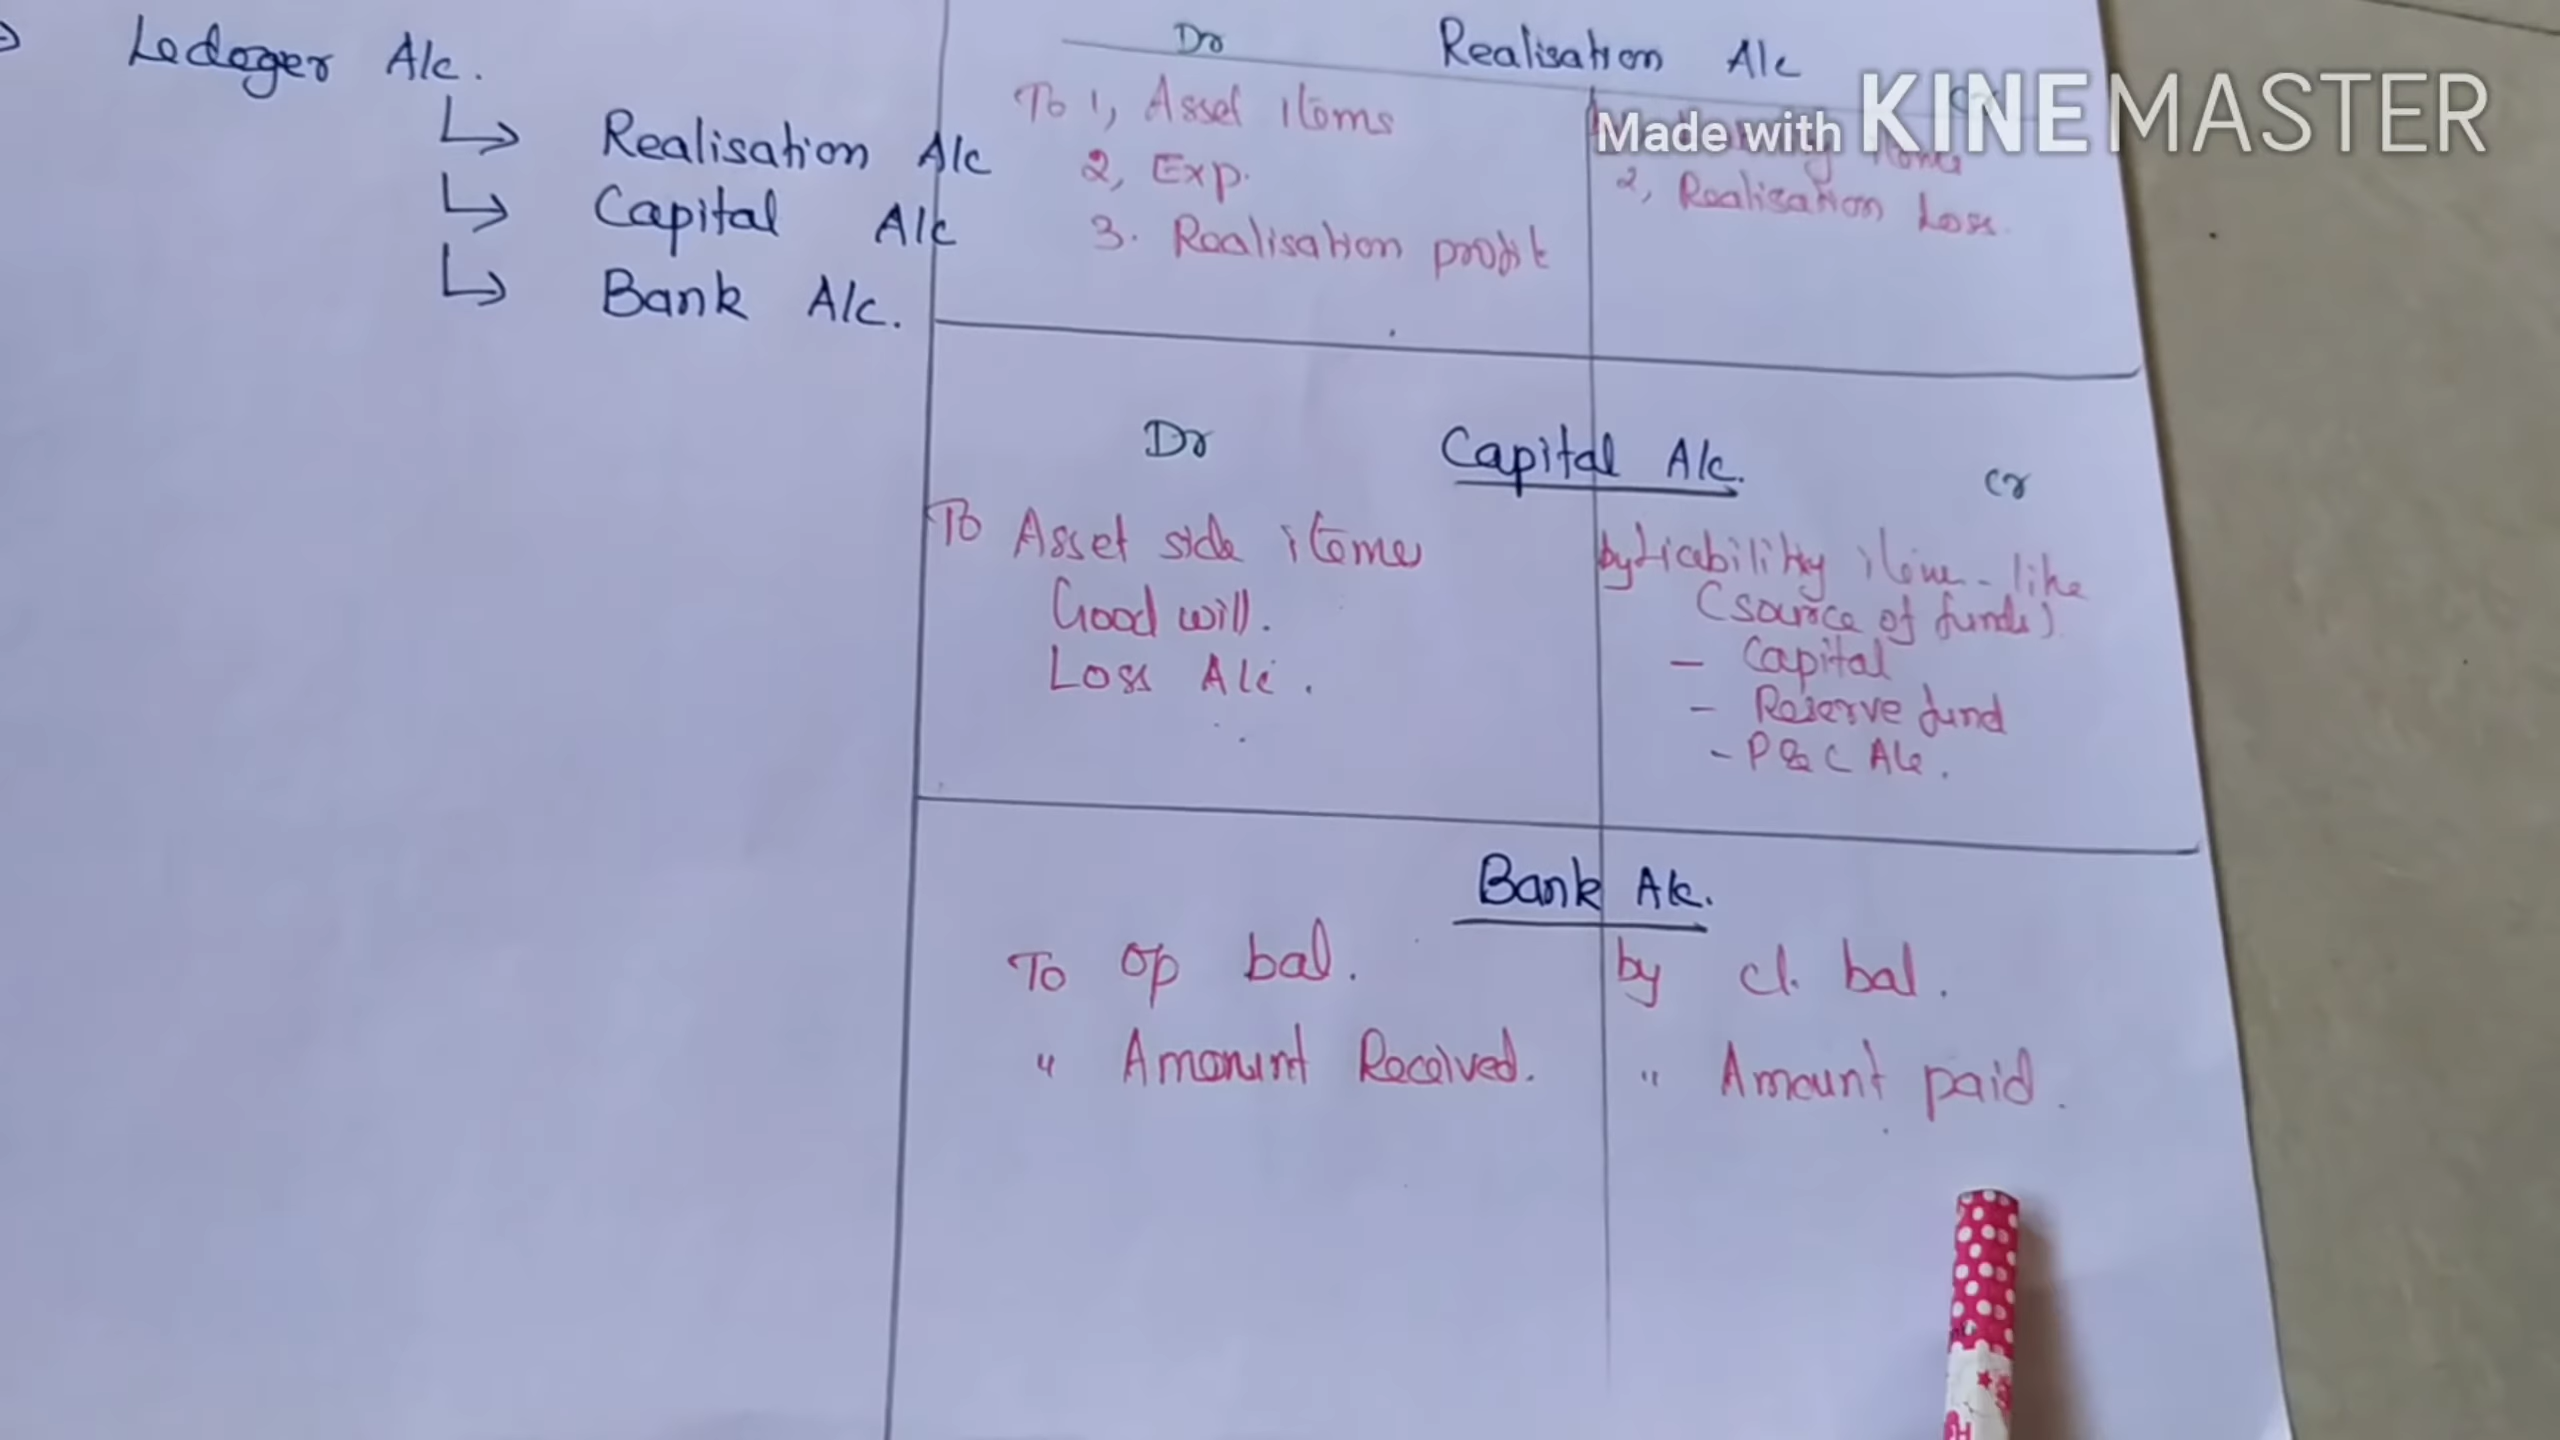 Ledoger A/c.
Realisation A/c
Capital A/c
Bank A/c.
Dr Realisation A/c
To 1, Asset items
2, Exp.
3. Realisation profit
items
2, Realisation Loss.
Made with KINEMASTER
Dr Capital A/c. Cr
To Asset side items
Good will.
Loss A/c.
by Liability item - like
(source of funds)
- Capital
- Reserve fund
- P & L A/c.
Bank A/c.
To op bal.
" Amount Received.
by cl. bal.
" Amount paid.